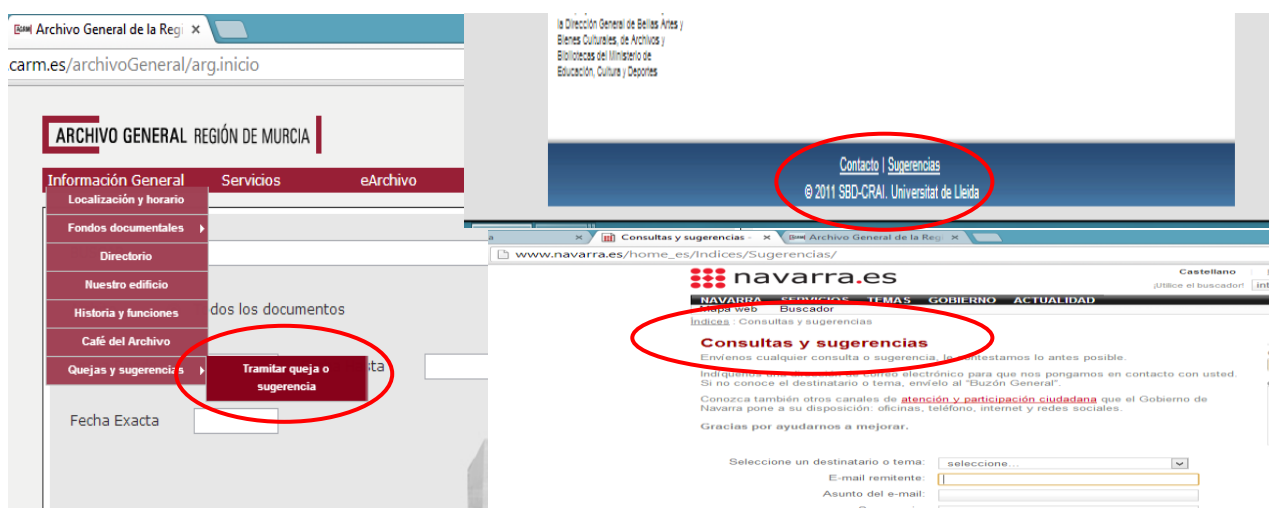 Archivo General de la Regi
.carm.es/archivoGeneral/arg.inicio
ARCHIVO GENERAL REGIÓN DE MURCIA
Información General Servicios eArchivo
Localización y horario
Fondos documentales
Directorio
Nuestro edificio
Historia y funciones
dos los documentos
Café del Archivo
Quejas y sugerencias
Tramitar queja o
sugerencia
sta
Fecha Exacta
la Dirección General de Bellas Artes y
Bienes Culturales, de Archivos y
Bibliotecas del Ministerio de
Educación, Cultura y Deportes
Contacto | Sugerencias
© 2011 SBD-CRAI. Universitat de Lleida
a
Consultas y sugerencias - Archivo General de la Regi
www.navarra.es/home_es/Indices/Sugerencias/
navarra.es
Castellano
¡Utilice el buscador! int
NAVARRA SERVICIOS TEMAS GOBIERNO ACTUALIDAD
Mapa web Buscador
Índices : Consultas y sugerencias
Consultas y sugerencias
Envíenos cualquier consulta o sugerencia, le contestamos lo antes posible.
Indíquenos una dirección de correo electrónico para que nos pongamos en contacto con usted.
Si no conoce el destinatario o tema, envíelo al "Buzón General".
Conozca también otros canales de atención y participación ciudadana que el Gobierno de
Navarra pone a su disposición: oficinas, teléfono, internet y redes sociales.
Gracias por ayudarnos a mejorar.
Seleccione un destinatario o tema: seleccione...
E-mail remitente:
Asunto del e-mail: